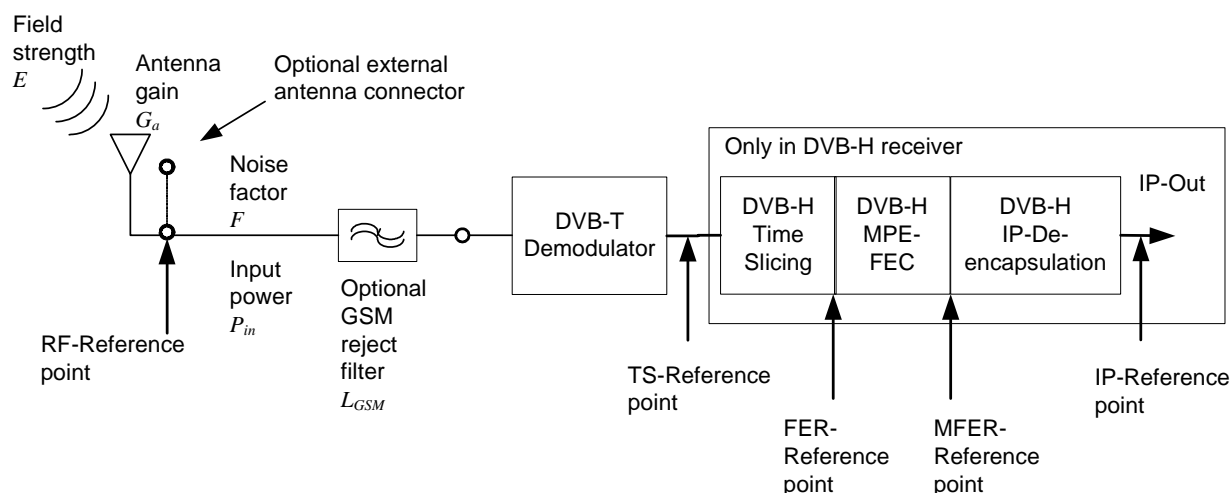 Field
strength
E
Antenna
gain
Ga
Optional external
antenna connector
Noise
factor
F
Input
power
Pin
RF-Reference
point
Optional
GSM
reject
filter
LGSM
DVB-T
Demodulator
TS-Reference
point
Only in DVB-H receiver
DVB-H
Time
Slicing
DVB-H
MPE-
FEC
DVB-H
IP-De-
encapsulation
IP-Out
FER-
Reference
point
MFER-
Reference
point
IP-Reference
point